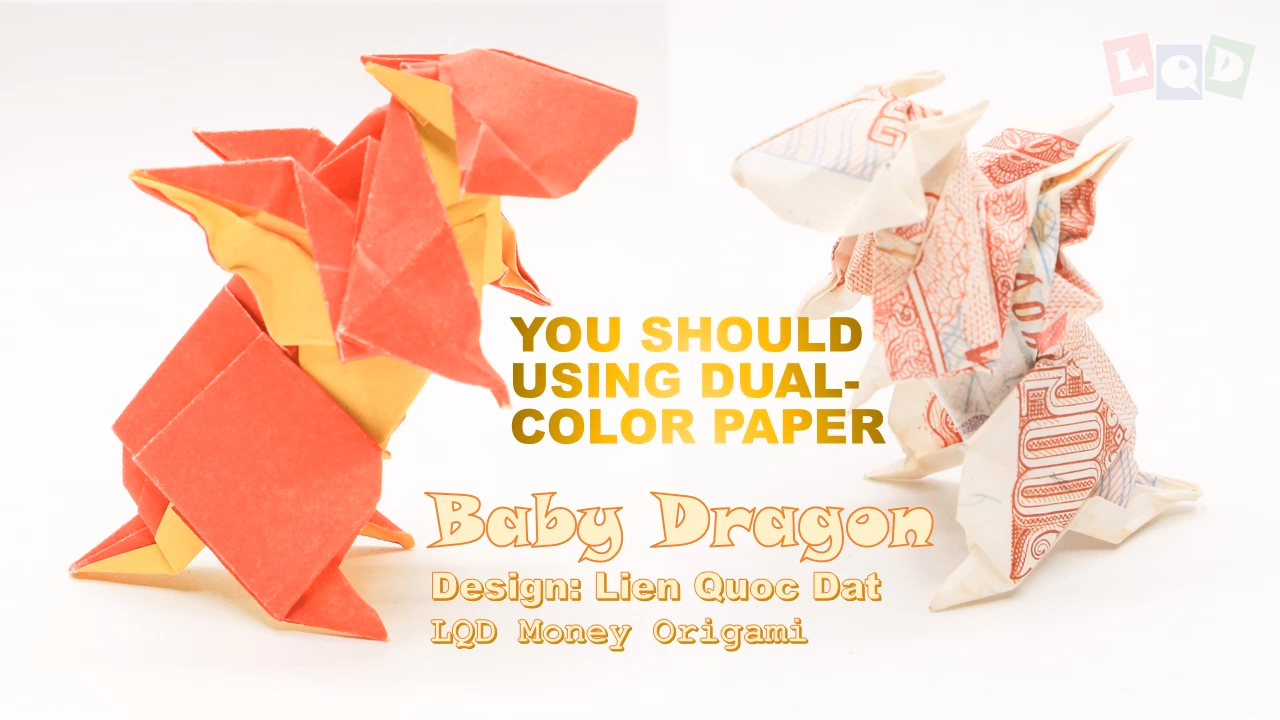 LQD
YOU SHOULD
USING DUAL-
COLOR PAPER
Baby Dragon
Design: Lien Quoc Dat
LQD Money Origami